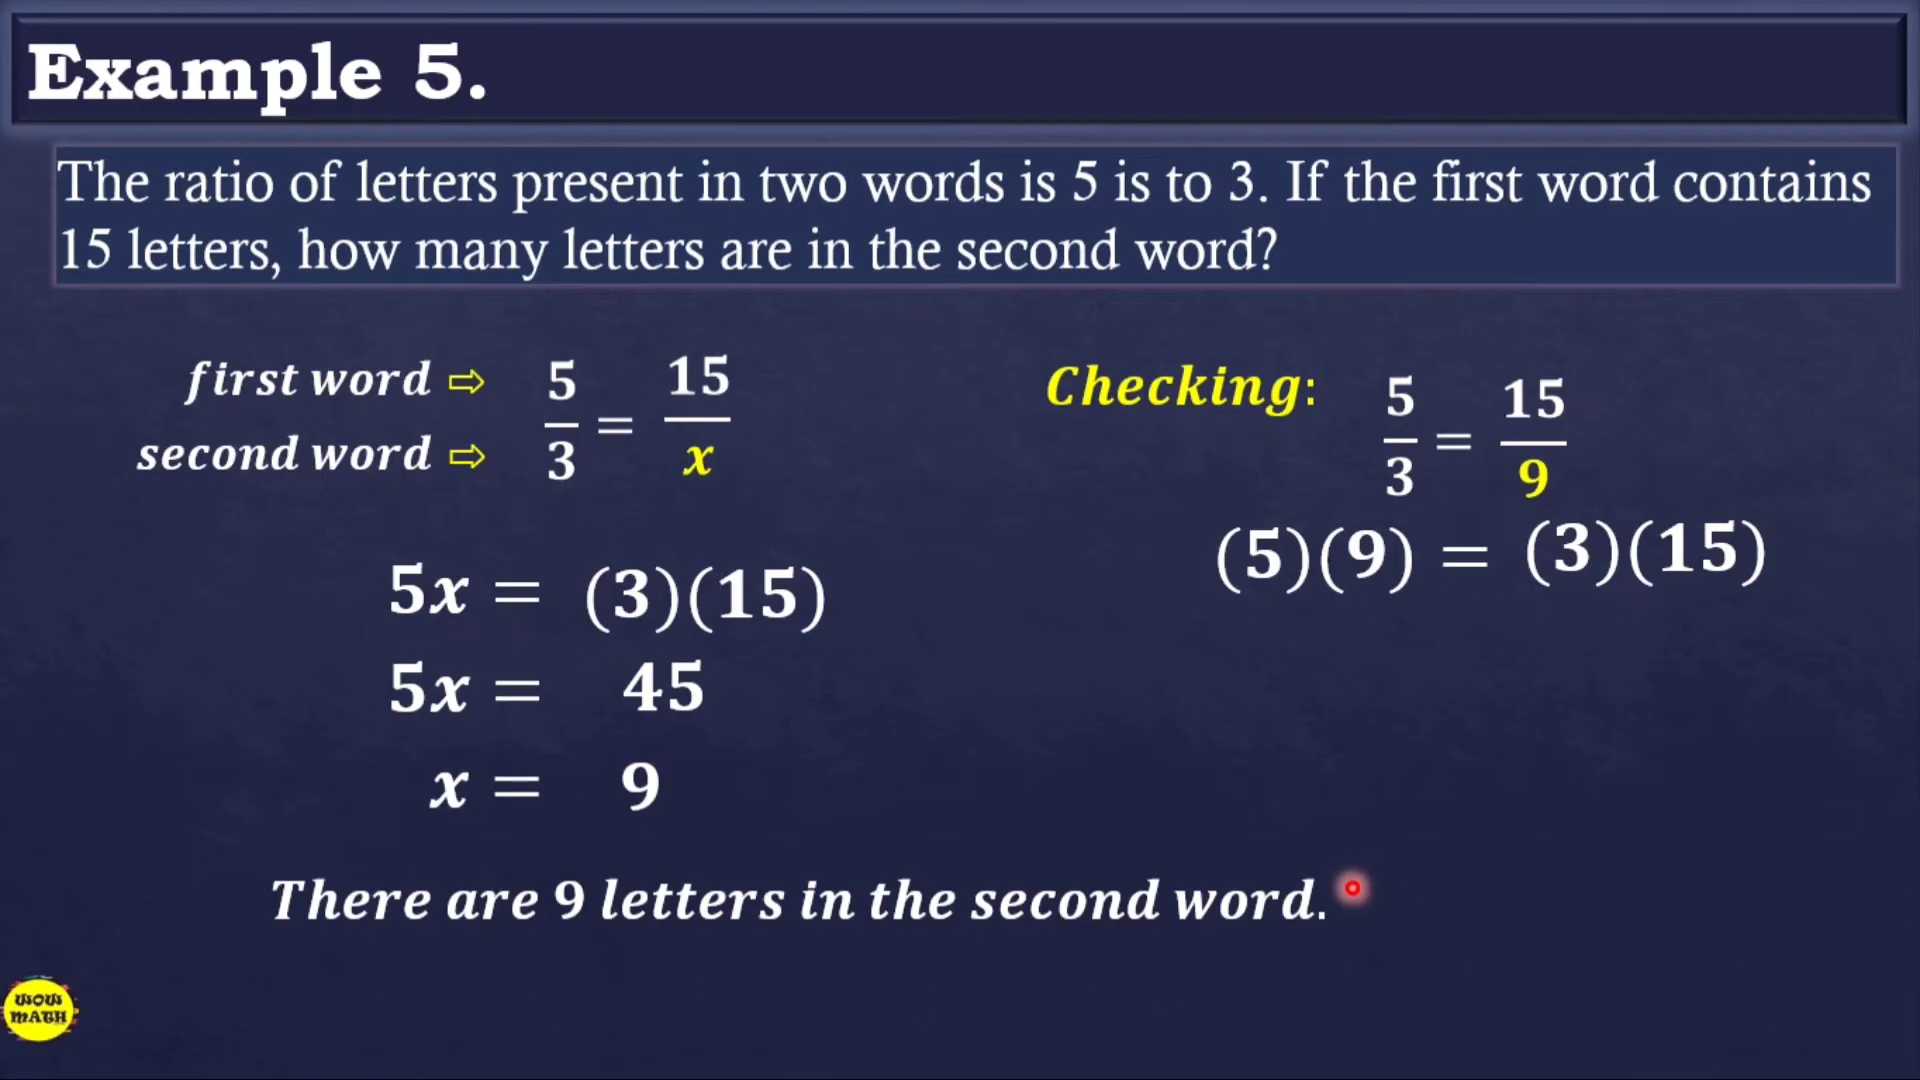 Example 5.
The ratio of letters present in two words is 5 is to 3. If the first word contains
15 letters, how many letters are in the second word?
first word ⇨ 5/3 = 15/x
second word ⇨
5x = (3)(15)
5x = 45
x = 9
Checking: 5/3 = 15/9
(5)(9) = (3)(15)
There are 9 letters in the second word.
WOW
MATH